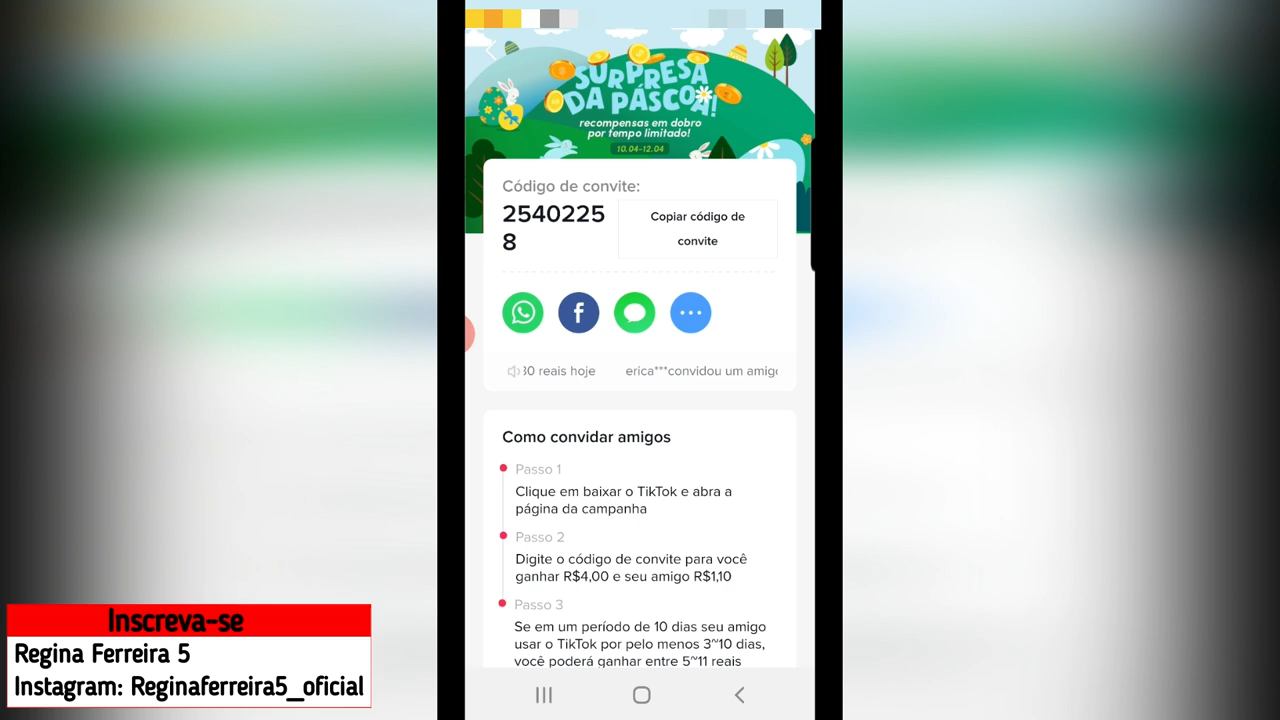 SURPRESA
DA PÁSCOA!
recompensas em dobro
por tempo limitado!
10.04-12.04
Código de convite:
2540225
8
Copiar código de
convite
30 reais hoje erica***convidou um amigo
Como convidar amigos
Passo 1
Clique em baixar o TikTok e abra a
página da campanha
Passo 2
Digite o código de convite para você
ganhar R$4,00 e seu amigo R$1,10
Passo 3
Se em um período de 10 dias seu amigo
usar o TikTok por pelo menos 3~10 dias,
você poderá ganhar entre 5~11 reais
Inscreva-se
Regina Ferreira 5
Instagram: Reginaferreira5_oficial